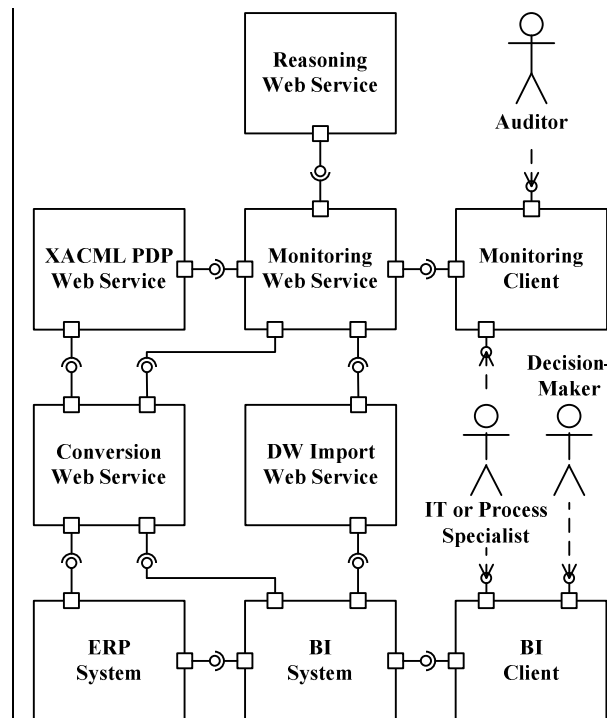 Reasoning
Web Service
Auditor
XACML PDP
Web Service
Monitoring
Web Service
Monitoring
Client
Decision-
Maker
Conversion
Web Service
DW Import
Web Service
IT or Process
Specialist
ERP
System
BI
System
BI
Client